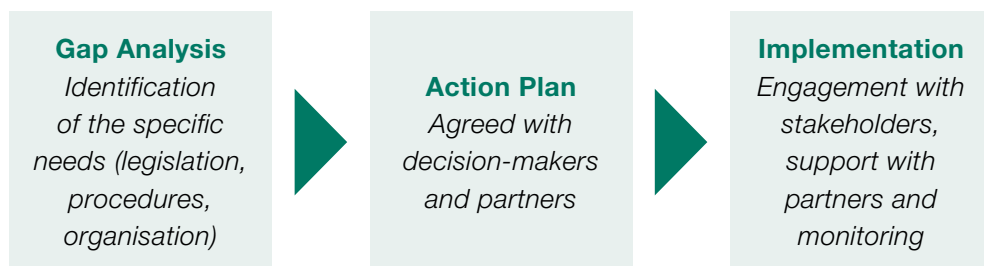 Gap Analysis
Identification
of the specific
needs (legislation,
procedures,
organisation)
Action Plan
Agreed with
decision-makers
and partners
Implementation
Engagement with
stakeholders,
support with
partners and
monitoring